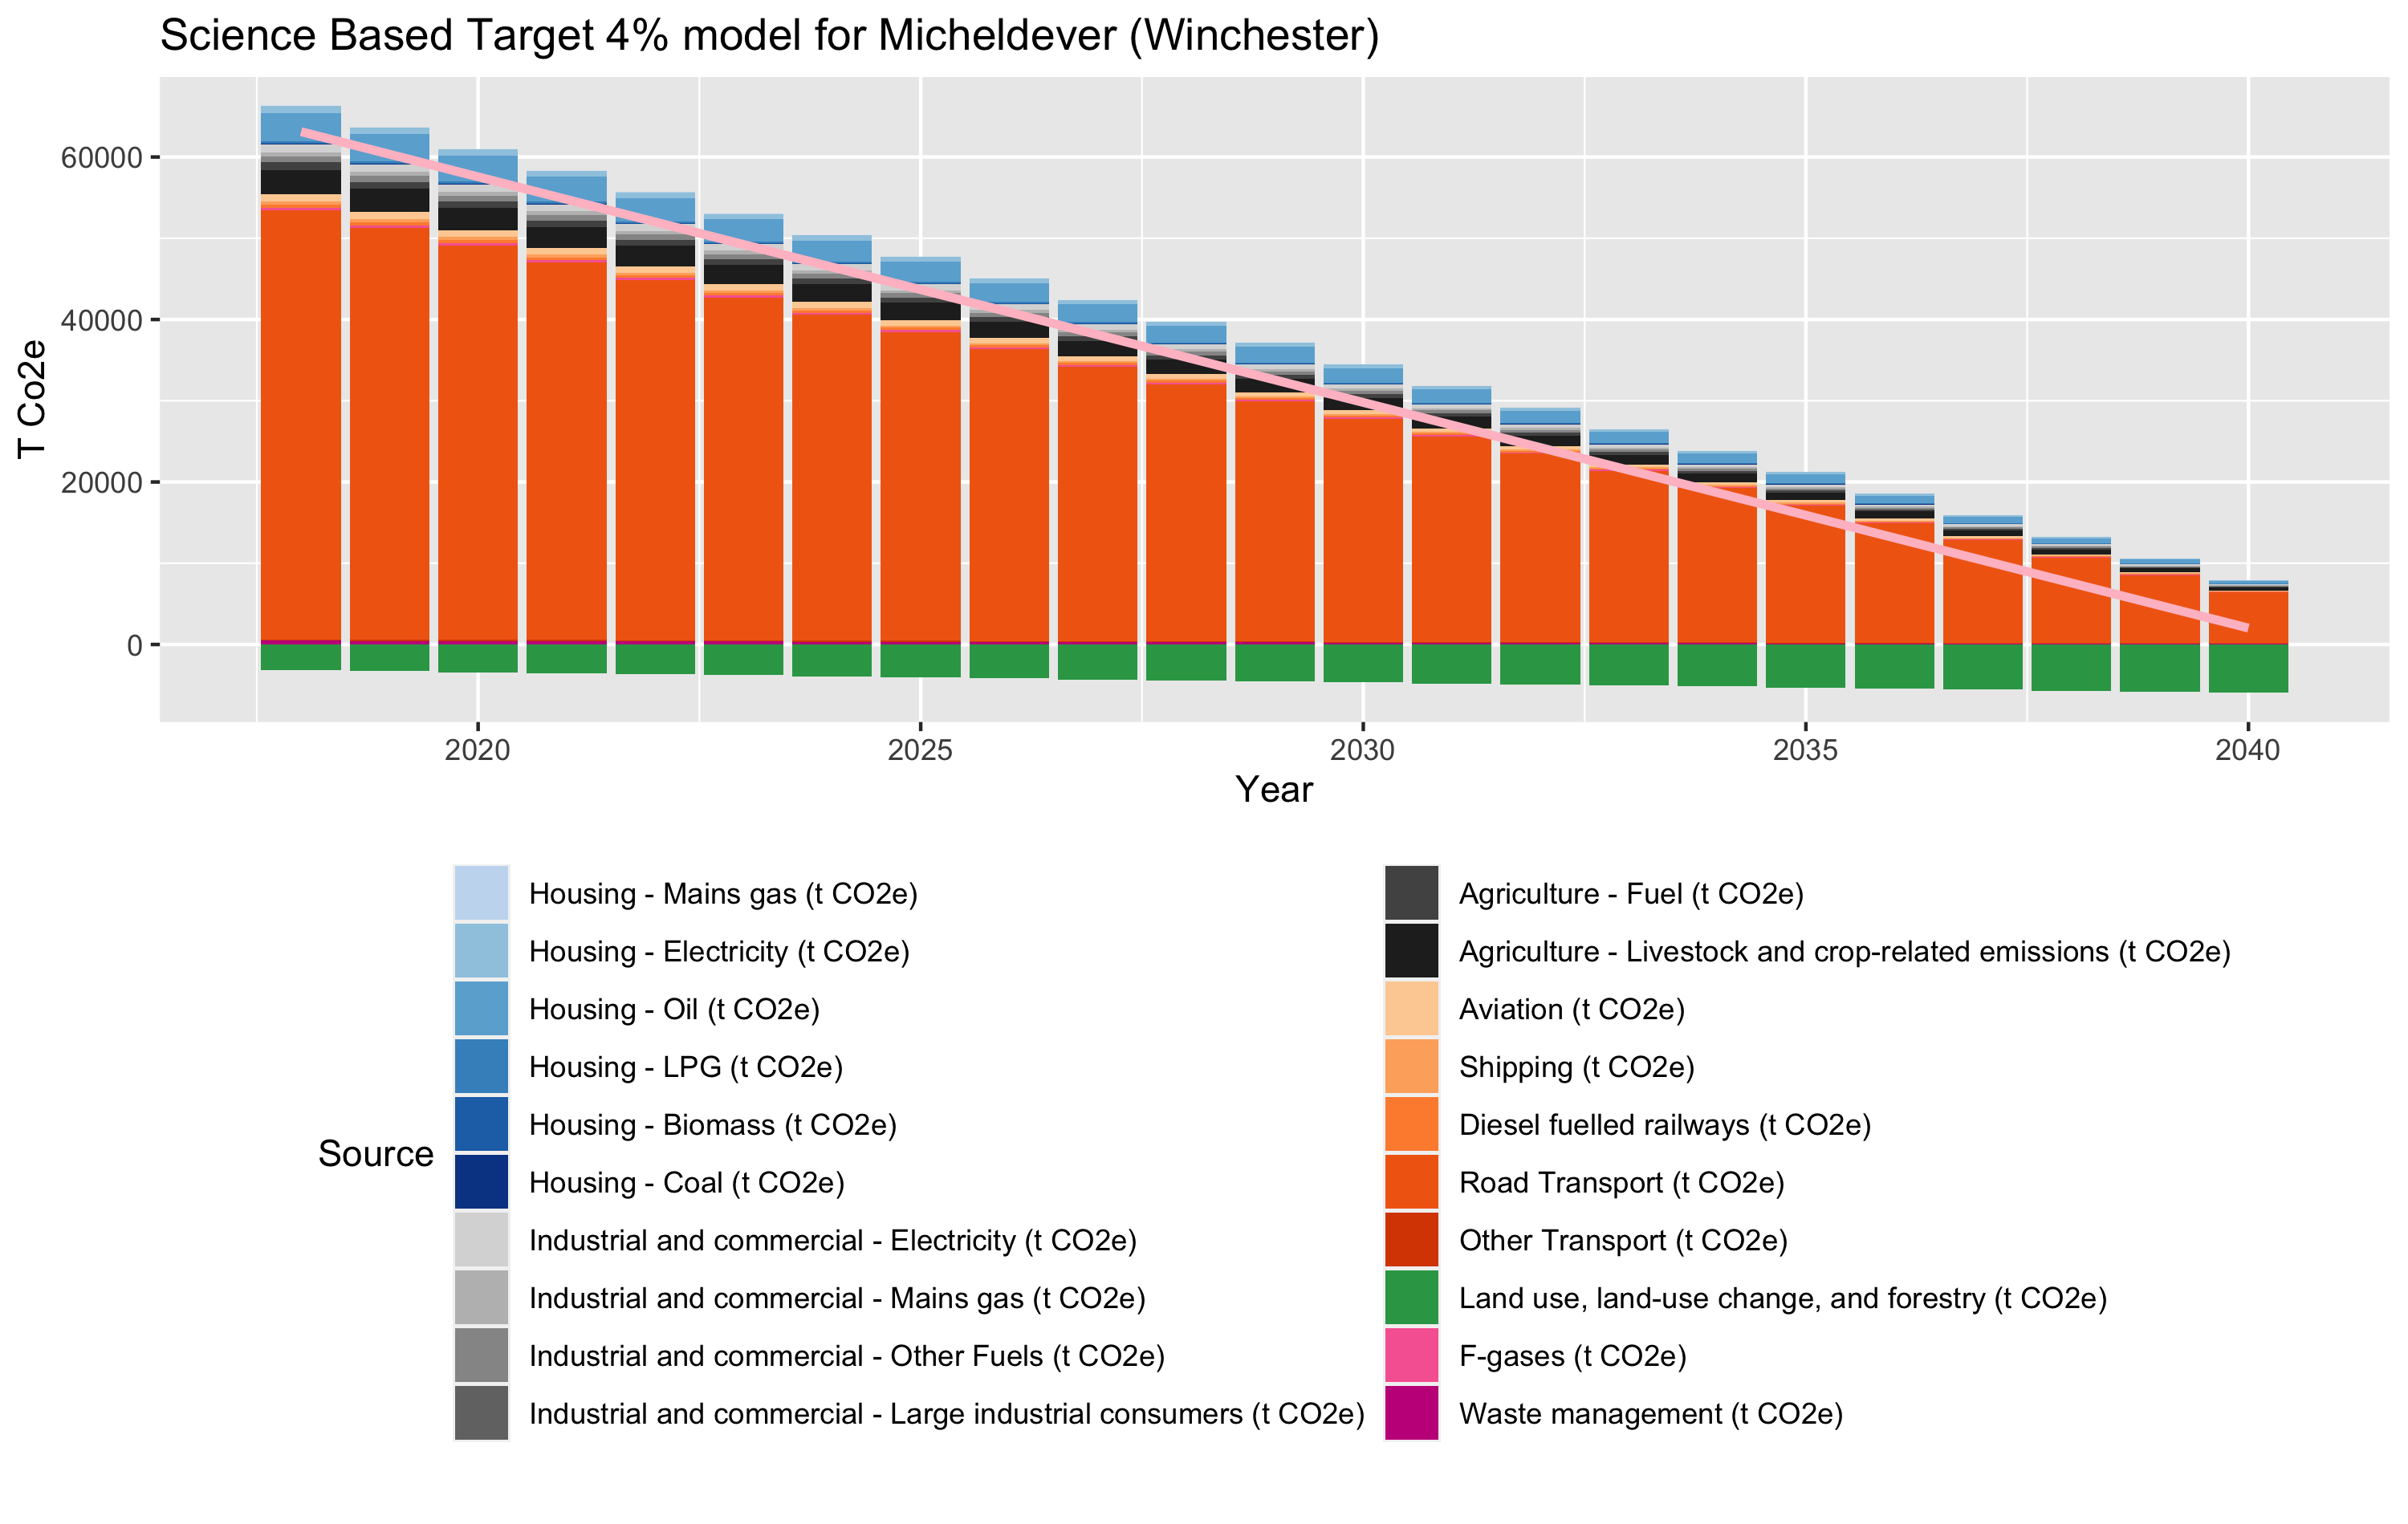 Science Based Target 4% model for Micheldever (Winchester)
T Co2e
60000
40000
20000
0
2020
2025
2030
2035
2040
Year
Source
Housing - Mains gas (t CO2e)
Housing - Electricity (t CO2e)
Housing - Oil (t CO2e)
Housing - LPG (t CO2e)
Housing - Biomass (t CO2e)
Housing - Coal (t CO2e)
Industrial and commercial - Electricity (t CO2e)
Industrial and commercial - Mains gas (t CO2e)
Industrial and commercial - Other Fuels (t CO2e)
Industrial and commercial - Large industrial consumers (t CO2e)
Agriculture - Fuel (t CO2e)
Agriculture - Livestock and crop-related emissions (t CO2e)
Aviation (t CO2e)
Shipping (t CO2e)
Diesel fuelled railways (t CO2e)
Road Transport (t CO2e)
Other Transport (t CO2e)
Land use, land-use change, and forestry (t CO2e)
F-gases (t CO2e)
Waste management (t CO2e)